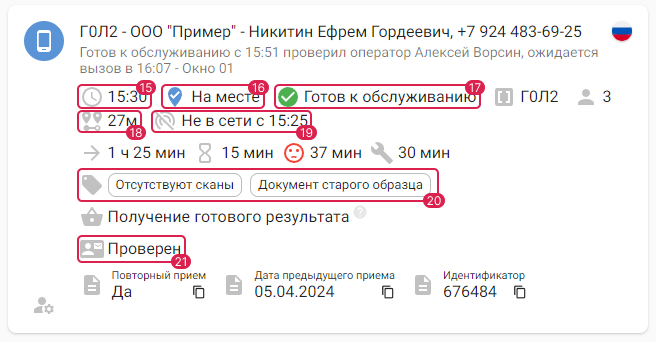 Г0Л2 - ООО "Пример" - Никитин Ефрем Гордеевич, +7 924 483-69-25
Готов к обслуживанию с 15:51 проверил оператор Алексей Ворсин, ожидается
вызов в 16:07 - Окно 01
15:30 15 На месте 16 Готов к обслуживанию 17 Г0Л2 3
27м 18 Не в сети с 15:25 19
1 ч 25 мин 15 мин 37 мин 30 мин
Отсутствуют сканы Документ старого образца 20
Получение готового результата ?
Проверен 21
Повторный прием Дата предыдущего приема Идентификатор
Да 05.04.2024 676484